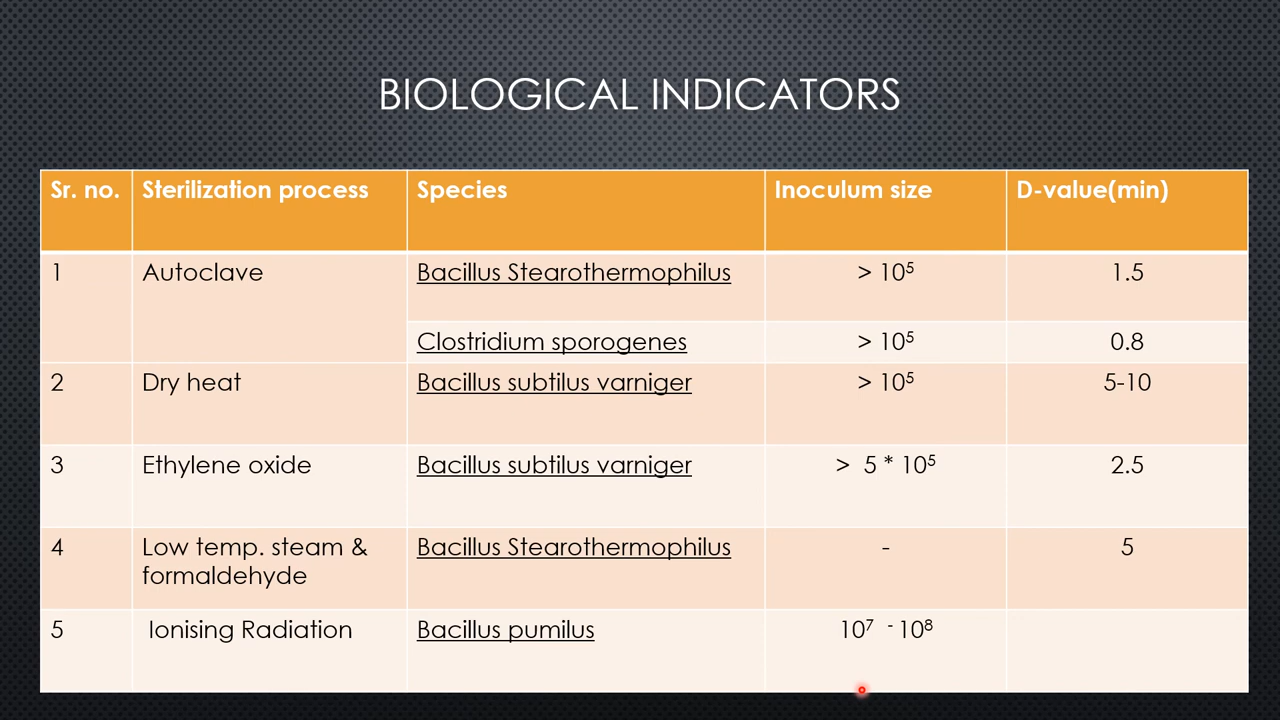 BIOLOGICAL INDICATORS
Sr. no. Sterilization process Species Inoculum size D-value(min)
1 Autoclave Bacillus Stearothermophilus > 10⁵ 1.5
Clostridium sporogenes > 10⁵ 0.8
2 Dry heat Bacillus subtilus varniger > 10⁵ 5-10
3 Ethylene oxide Bacillus subtilus varniger > 5 * 10⁵ 2.5
4 Low temp. steam & Bacillus Stearothermophilus - 5
formaldehyde
5 Ionising Radiation Bacillus pumilus 10⁷ - 10⁸